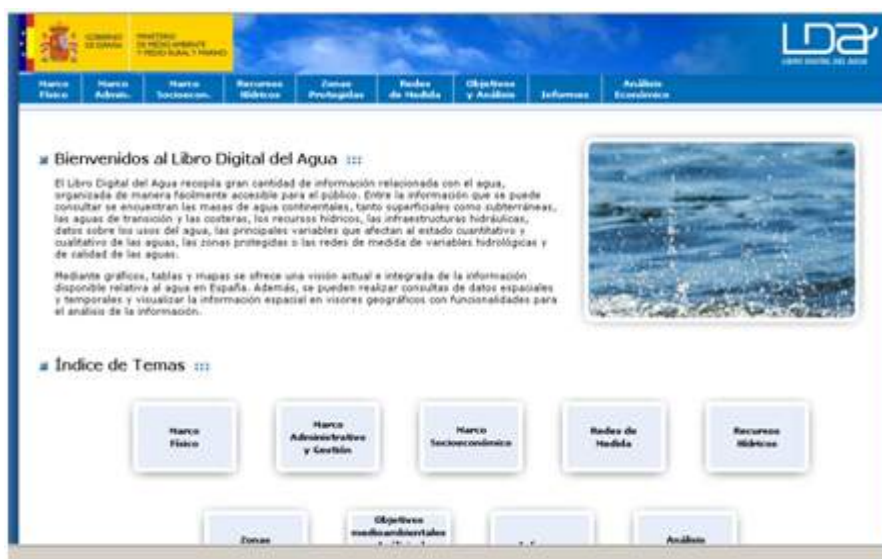 GOBIERNO
DE ESPAÑA
MINISTERIO
DE MEDIO AMBIENTE
Y MEDIO RURAL Y MARINO
LDA
LIBRO DIGITAL DEL AGUA
Marco
Físico
Marco
Admin.
Marco
Socioecon.
Recursos
Hídricos
Zonas
Protegidas
Redes
de Medida
Objetivos
y Análisis
Informes
Análisis
Económico
Bienvenidos al Libro Digital del Agua
El Libro Digital del Agua recopila gran cantidad de información relacionada con el agua,
organizada de manera fácilmente accesible para el público. Entre la información que se puede
consultar se encuentran las masas de agua continentales, tanto superficiales como subterráneas,
las aguas de transición y las costeras, los recursos hídricos, las infraestructuras hidráulicas,
datos sobre los usos del agua, las principales variables que afectan al estado cuantitativo y
cualitativo de las aguas, las zonas protegidas o las redes de medida de variables hidrológicas y
de calidad de las aguas.
Mediante gráficos, tablas y mapas se ofrece una visión actual e integrada de la información
disponible relativa al agua en España. Además, se pueden realizar consultas de datos espaciales
y temporales y visualizar la información espacial en visores geográficos con funcionalidades para
el análisis de la información.
Índice de Temas
Marco
Físico
Marco
Administrativo
y Gestión
Marco
Socioeconómico
Redes de
Medida
Recursos
Hídricos
Zonas
Objetivos
medioambientales
Análisis